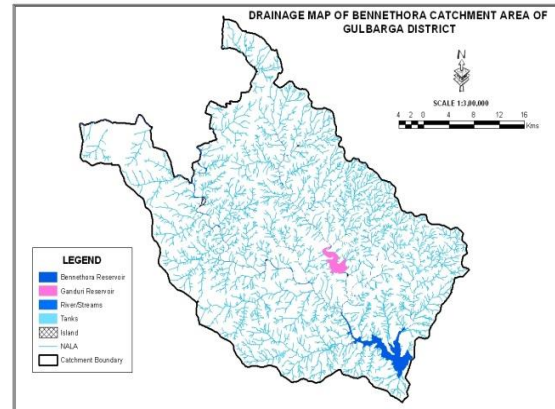 DRAINAGE MAP OF BENNETHORA CATCHMENT AREA OF
GULBARGA DISTRICT
N
SCALE 1:3,00,000
4 2 0 4 8 12 16
Kms
LEGEND
Bennethora Reservoir
Ganduri Reservoir
River/Streams
Tanks
Island
NALA
Catchment Boundary